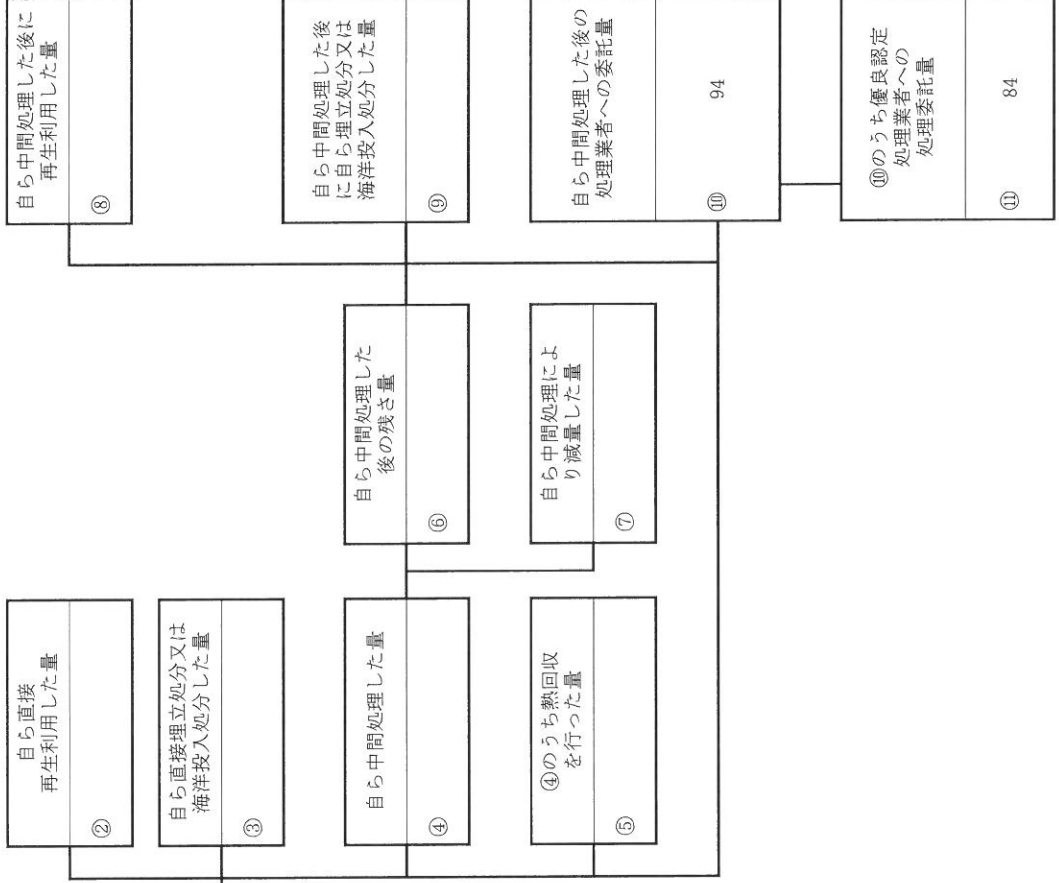 自ら直接
再生利用した量
②
自ら直接埋立処分又は
海洋投入処分した量
③
自ら中間処理した量
④
④のうち熱回収
を行った量
⑤
自ら中間処理した
後の残さ量
⑥
自ら中間処理によ
り減量した量
⑦
自ら中間処理した後に
再生利用した量
⑧
自ら中間処理した後
に自ら埋立処分又は
海洋投入処分した量
⑨
自ら中間処理した後の
処理業者への委託量
⑩ 94
⑩のうち優良認定
処理業者への
処理委託量
⑪ 84